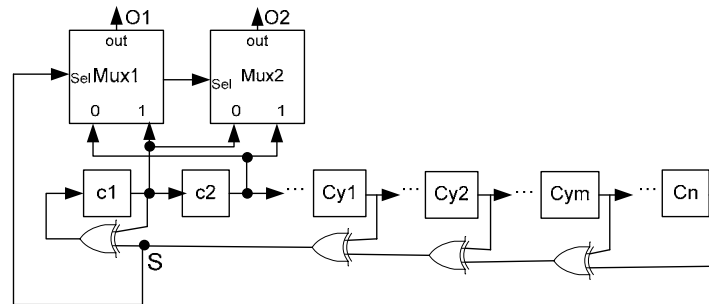 O1 O2
out out
Sel Mux1 Sel Mux2
0 1 0 1
c1 c2 ... Cy1 ... Cy2 ... Cym ... Cn
S